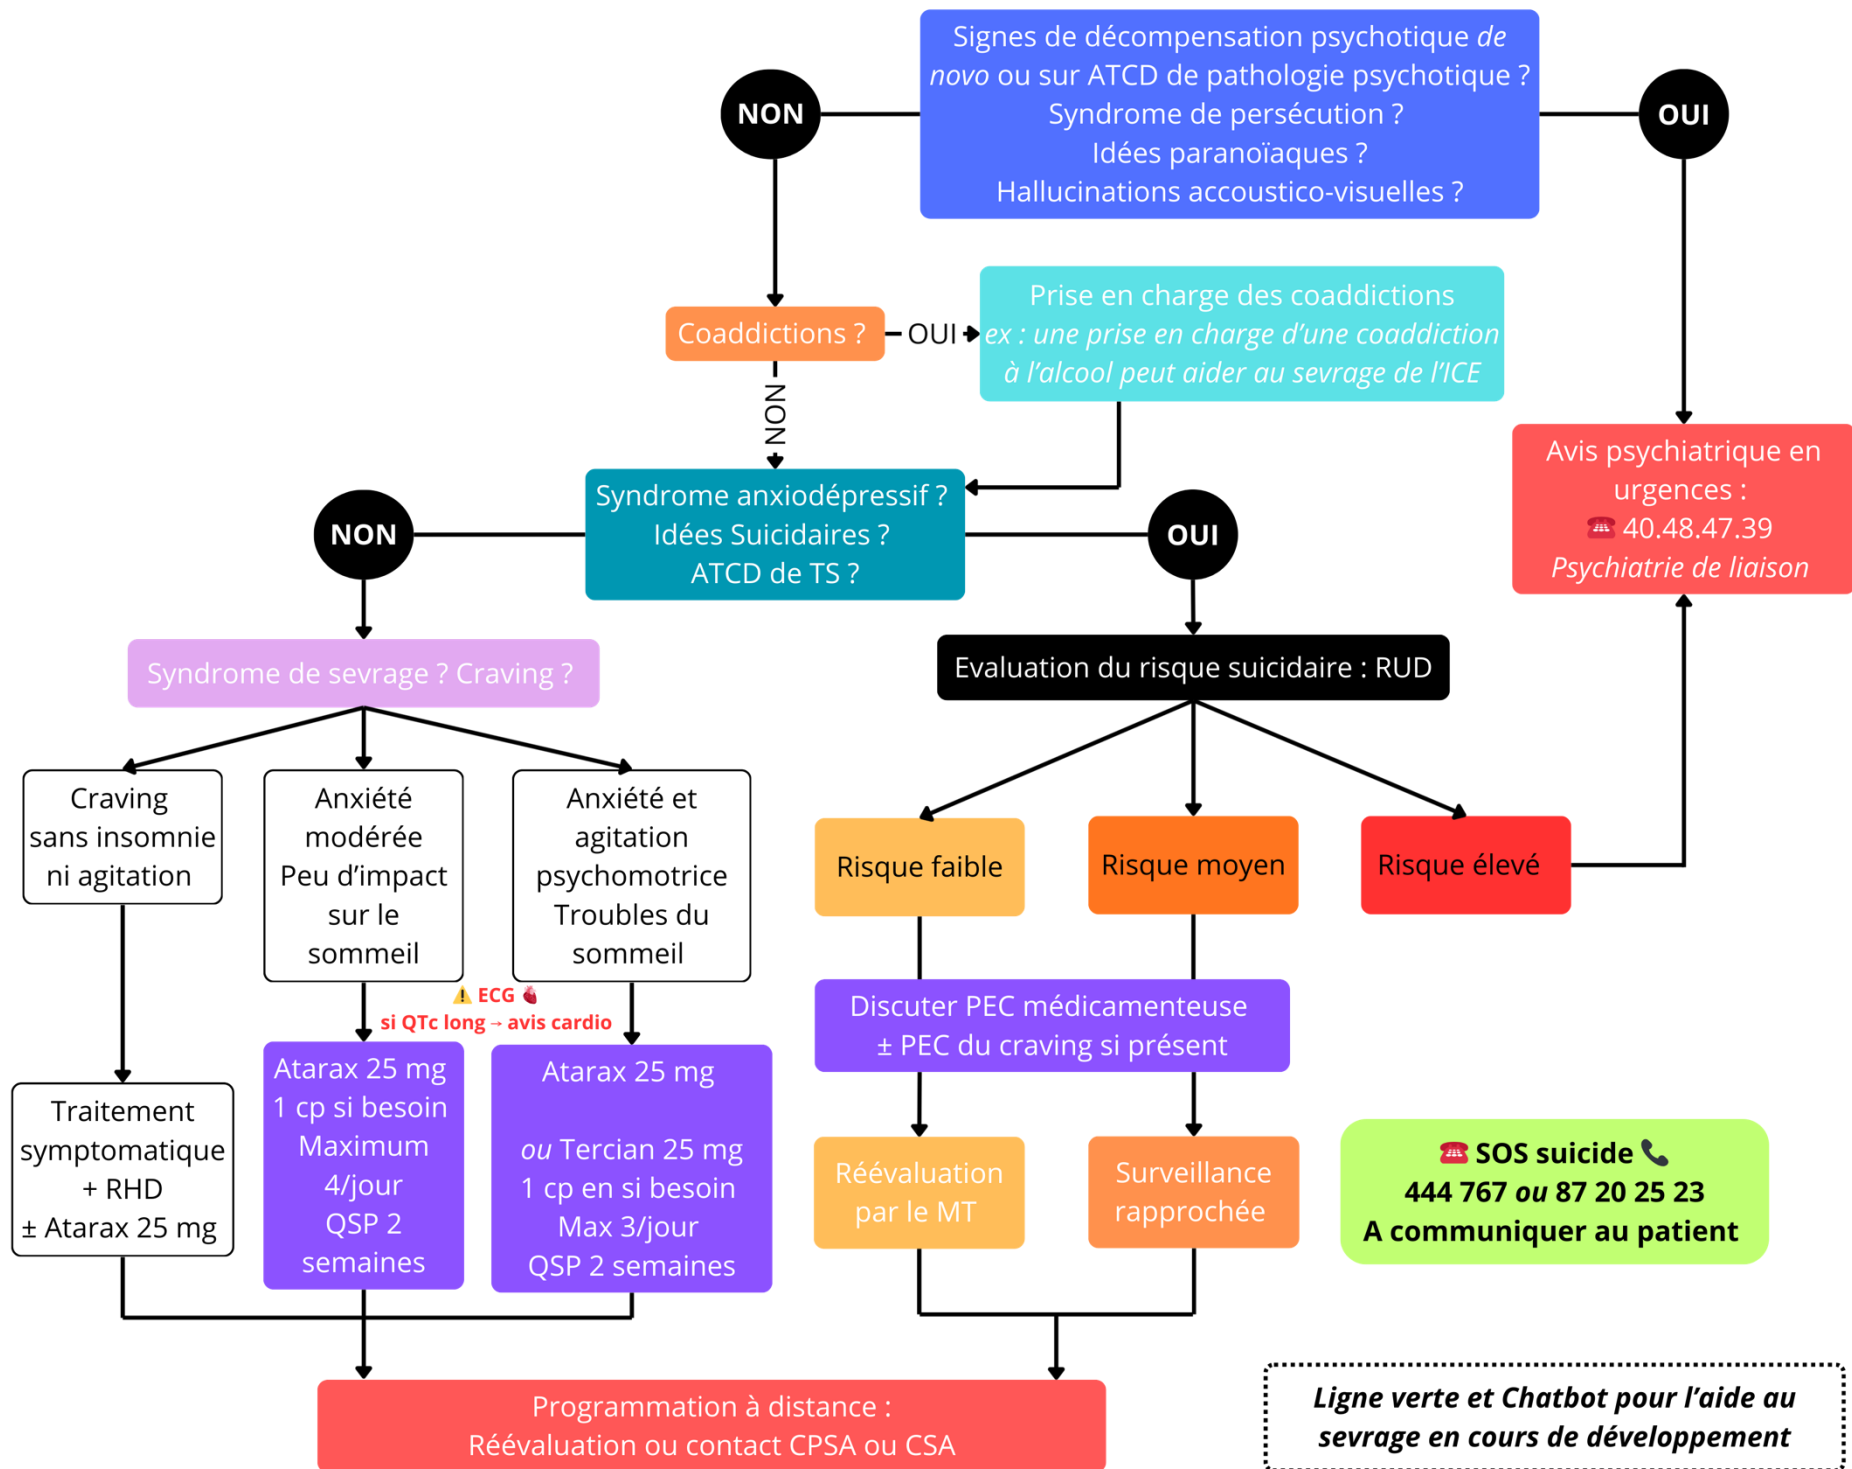 Signes de décompensation psychotique de
novo ou sur ATCD de pathologie psychotique ?
Syndrome de persécution ?
Idées paranoïaques ?
Hallucinations accoustico-visuelles ?
NON
OUI
Coaddictions ?
OUI
Prise en charge des coaddictions
ex : une prise en charge d'une coaddiction
à l'alcool peut aider au sevrage de l'ICE
NON
Avis psychiatrique en
urgences :
☎️ 40.48.47.39
Psychiatrie de liaison
NON
Syndrome anxiodépressif ?
Idées Suicidaires ?
ATCD de TS ?
OUI
Syndrome de sevrage ? Craving ?
Evaluation du risque suicidaire : RUD
Craving
sans insomnie
ni agitation
Anxiété
modérée
Peu d'impact
sur le
sommeil
Anxiété et
agitation
psychomotrice
Troubles du
sommeil
Risque faible
Risque moyen
Risque élevé
⚠️ ECG 🫀
si QTc long → avis cardio
Discuter PEC médicamenteuse
± PEC du craving si présent
Traitement
symptomatique
+ RHD
± Atarax 25 mg
Atarax 25 mg
1 cp si besoin
Maximum
4/jour
QSP 2
semaines
Atarax 25 mg
ou Tercian 25 mg
1 cp en si besoin
Max 3/jour
QSP 2 semaines
Réévaluation
par le MT
Surveillance
rapprochée
☎️ SOS suicide 📞
444 767 ou 87 20 25 23
A communiquer au patient
Programmation à distance :
Réévaluation ou contact CPSA ou CSA
Ligne verte et Chatbot pour l'aide au
sevrage en cours de développement